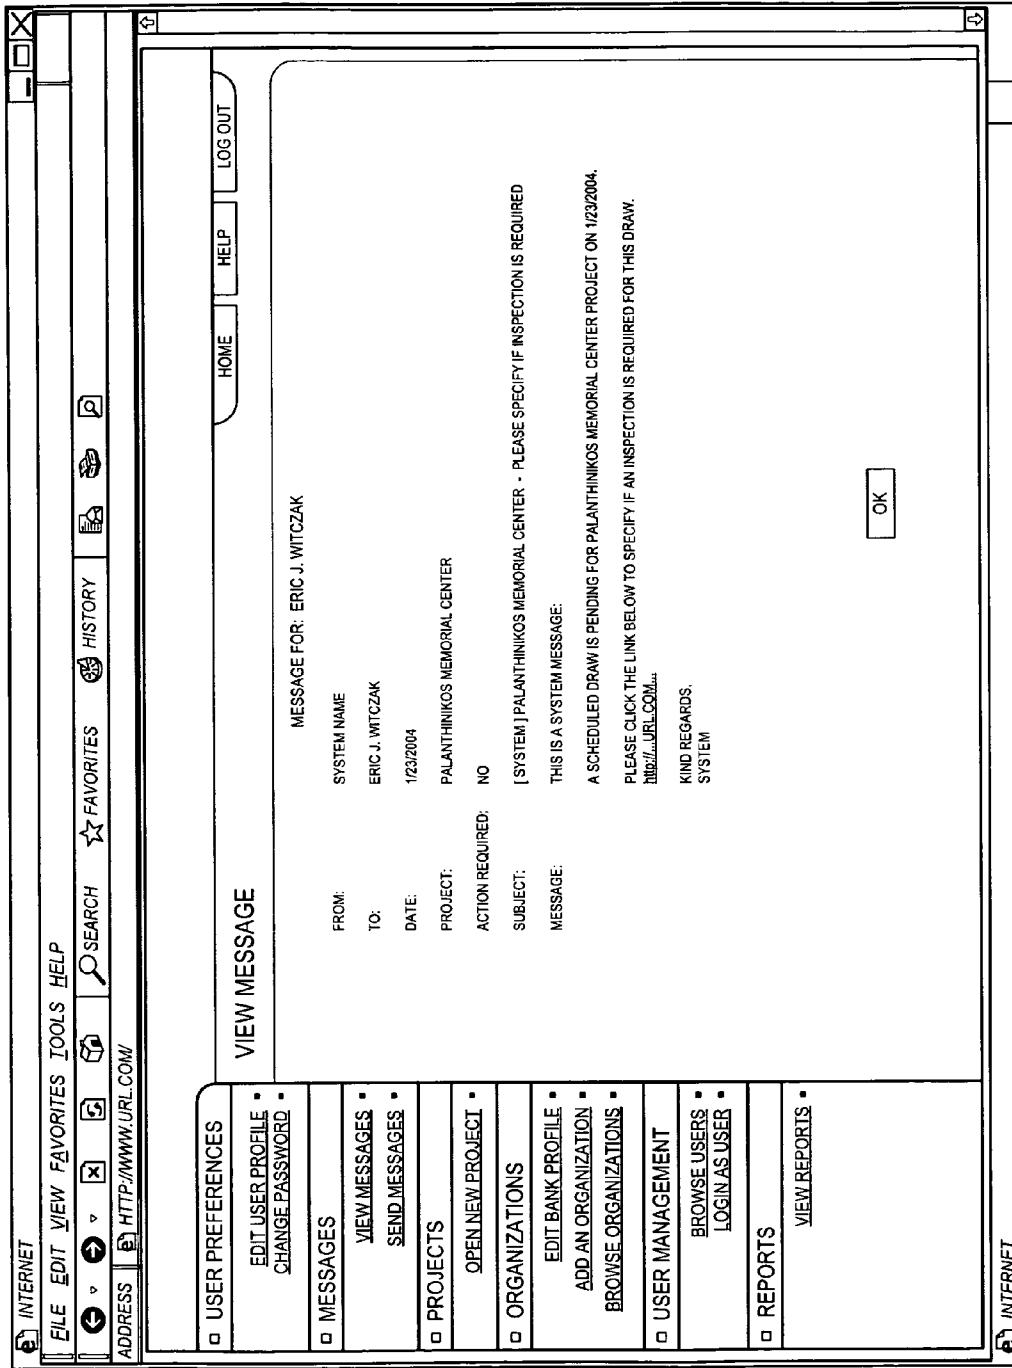 INTERNET
FILE EDIT VIEW FAVORITES TOOLS HELP
SEARCH FAVORITES HISTORY
ADDRESS HTTP://WWW.URL.COM/
HOME HELP LOG OUT
USER PREFERENCES
EDIT USER PROFILE
CHANGE PASSWORD
MESSAGES
VIEW MESSAGES
SEND MESSAGES
PROJECTS
OPEN NEW PROJECT
ORGANIZATIONS
EDIT BANK PROFILE
ADD AN ORGANIZATION
BROWSE ORGANIZATIONS
USER MANAGEMENT
BROWSE USERS
LOGIN AS USER
REPORTS
VIEW REPORTS
VIEW MESSAGE
MESSAGE FOR: ERIC J. WITCZAK
FROM: SYSTEM NAME
TO: ERIC J. WITCZAK
DATE: 1/23/2004
PROJECT: PALANTHINIKOS MEMORIAL CENTER
ACTION REQUIRED: NO
SUBJECT: [ SYSTEM ] PALANTHINIKOS MEMORIAL CENTER - PLEASE SPECIFY IF INSPECTION IS REQUIRED
MESSAGE: THIS IS A SYSTEM MESSAGE:
A SCHEDULED DRAW IS PENDING FOR PALANTHINIKOS MEMORIAL CENTER PROJECT ON 1/23/2004.
PLEASE CLICK THE LINK BELOW TO SPECIFY IF AN INSPECTION IS REQUIRED FOR THIS DRAW.
http://...URL.COM...
KIND REGARDS,
SYSTEM
OK
INTERNET